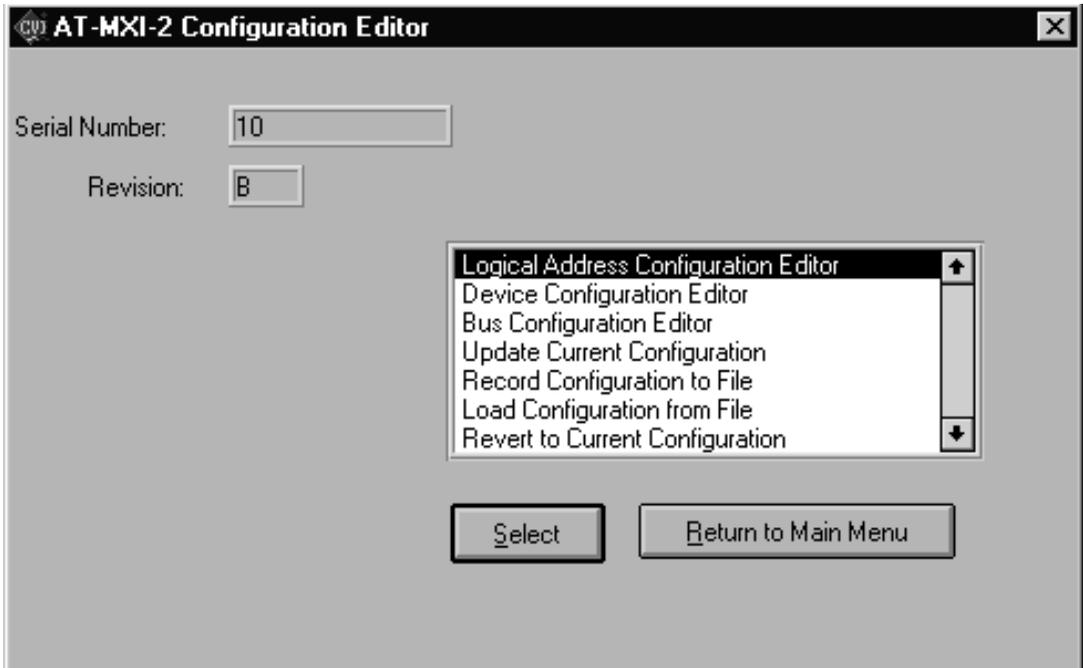 CVI AT-MXI-2 Configuration Editor
Serial Number: 10
Revision: B
Logical Address Configuration Editor
Device Configuration Editor
Bus Configuration Editor
Update Current Configuration
Record Configuration to File
Load Configuration from File
Revert to Current Configuration
Select Return to Main Menu